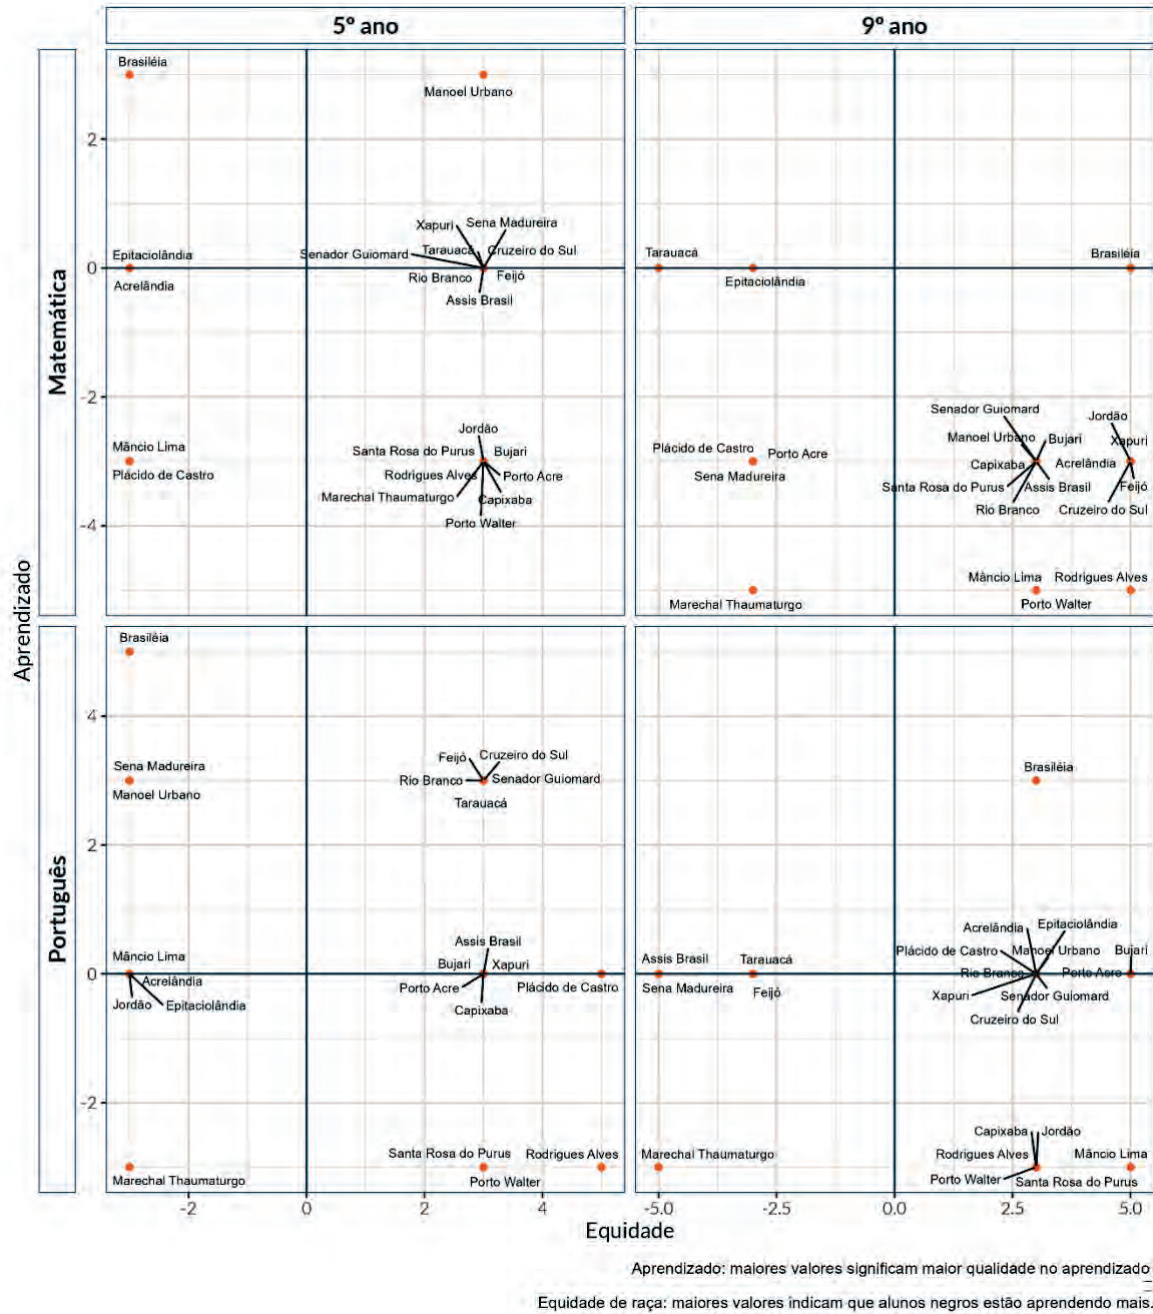 5º ano
9º ano
Matemática
Português
Aprendizado
Brasiléia
Manoel Urbano
2
Xapuri
Sena Madureira
Senador Guiomard
Tarauacá
Cruzeiro do Sul
Epitaciolândia
0
Rio Branco
Feijó
Acrelândia
Assis Brasil
-2
Jordão
Mâncio Lima
Santa Rosa do Purus
Bujari
Plácido de Castro
Rodrigues Alves
Porto Acre
Marechal Thaumaturgo
Capixaba
Porto Walter
-4
Tarauacá
Brasiléia
Epitaciolândia
Senador Guiomard
Jordão
Manoel Urbano
Bujari
Xapuri
Plácido de Castro
Porto Acre
Capixaba
Acrelândia
Sena Madureira
Santa Rosa do Purus
Assis Brasil
Feijó
Rio Branco
Cruzeiro do Sul
Mâncio Lima
Rodrigues Alves
Marechal Thaumaturgo
Porto Walter
Brasiléia
4
Sena Madureira
Feijó
Cruzeiro do Sul
Rio Branco
Senador Guiomard
Manoel Urbano
Tarauacá
2
Mâncio Lima
Assis Brasil
Bujari
Xapuri
0
Acrelândia
Porto Acre
Plácido de Castro
Jordão
Epitaciolândia
Capixaba
-2
Santa Rosa do Purus
Rodrigues Alves
Marechal Thaumaturgo
Porto Walter
Brasiléia
Acrelândia
Epitaciolândia
Plácido de Castro
Manoel Urbano
Bujari
Assis Brasil
Tarauacá
Rio Branco
Porto Acre
Sena Madureira
Feijó
Xapuri
Senador Guiomard
Cruzeiro do Sul
Capixaba
Jordão
Marechal Thaumaturgo
Rodrigues Alves
Mâncio Lima
Porto Walter
Santa Rosa do Purus
-2 0 2 4 -5.0 -2.5 0.0 2.5 5.0
Equidade
Aprendizado: maiores valores significam maior qualidade no aprendizado
Equidade de raça: maiores valores indicam que alunos negros estão aprendendo mais.